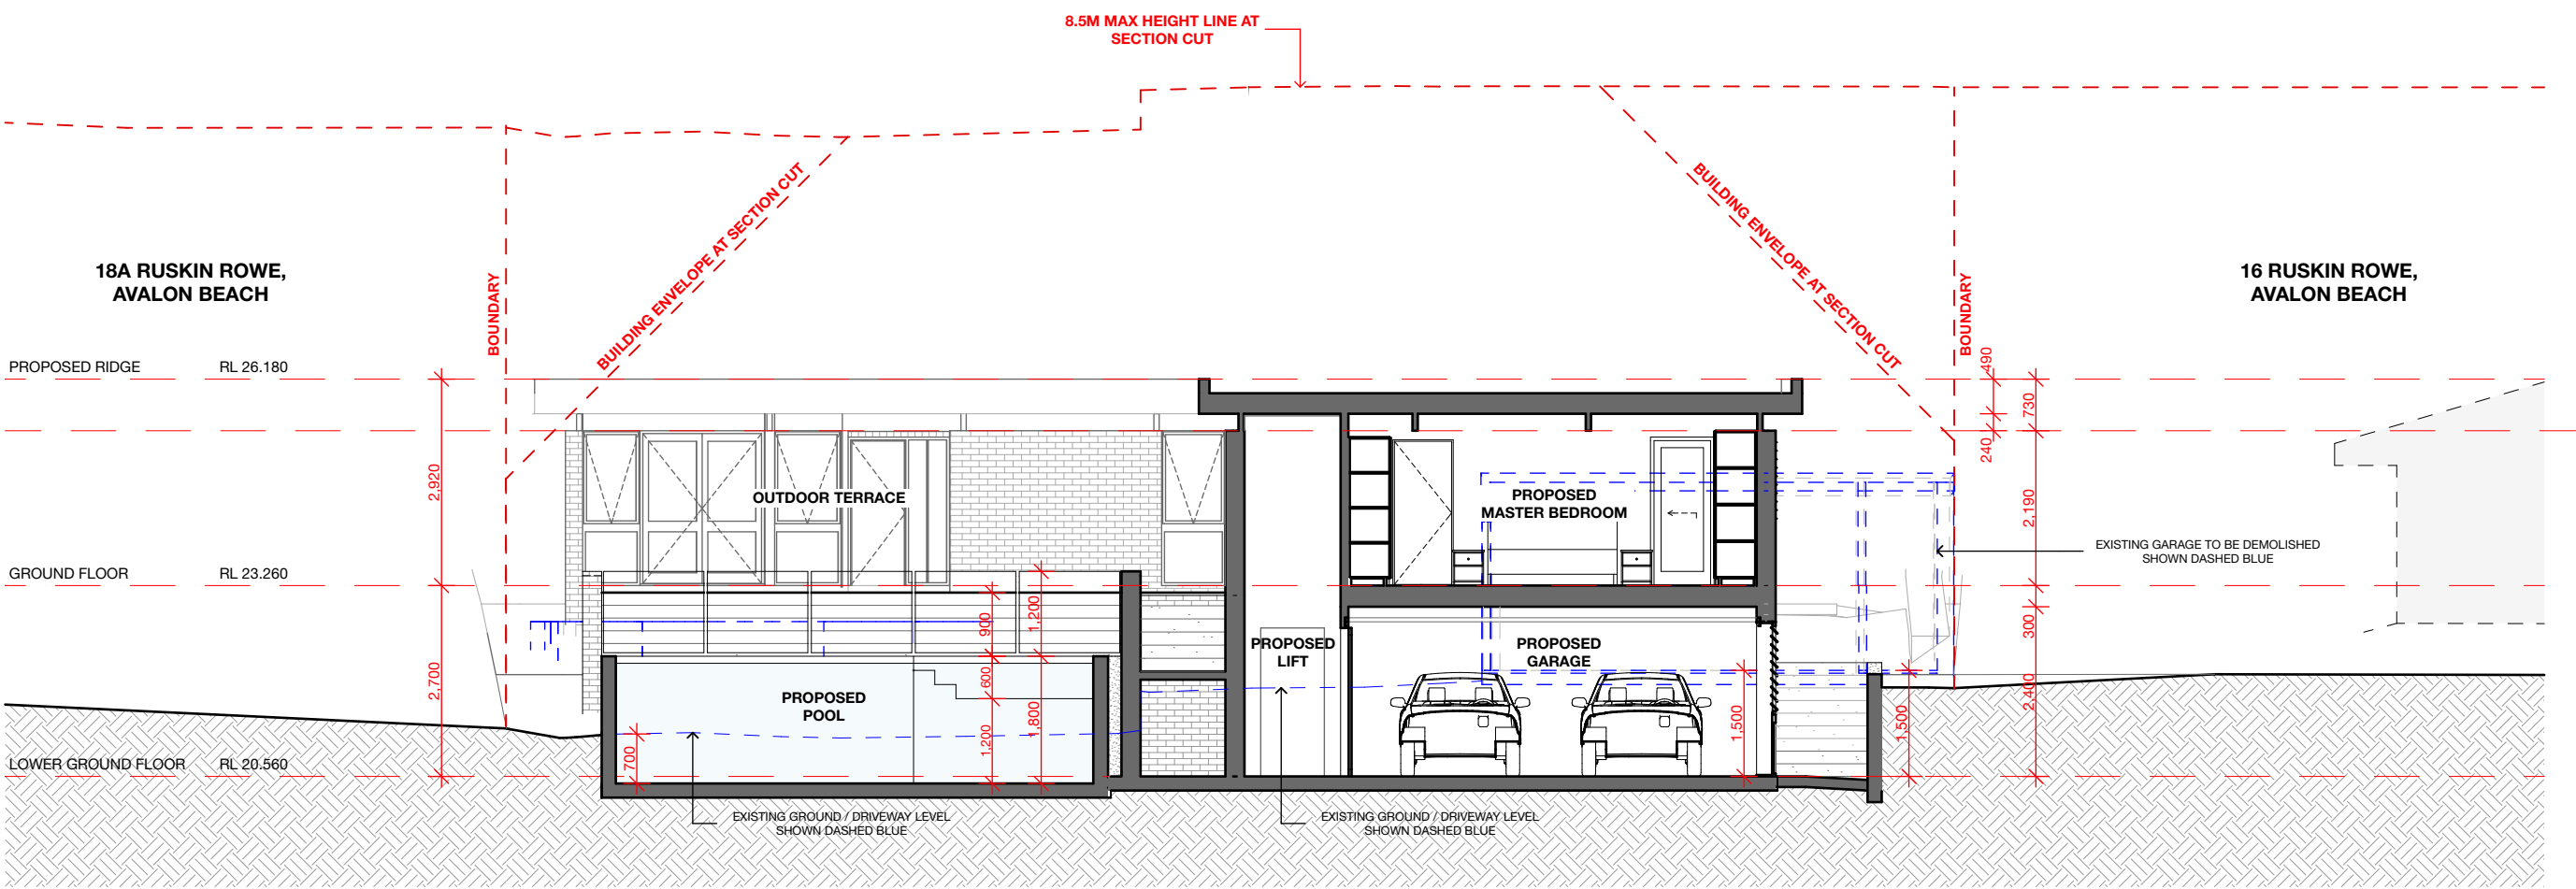 8.5M MAX HEIGHT LINE AT
SECTION CUT
BUILDING ENVELOPE AT SECTION CUT
BUILDING ENVELOPE AT SECTION CUT
18A RUSKIN ROWE,
AVALON BEACH
BOUNDARY
BOUNDARY
16 RUSKIN ROWE,
AVALON BEACH
PROPOSED RIDGE RL 26.180
490
730
240
2,920
OUTDOOR TERRACE
PROPOSED
MASTER BEDROOM
2,190
EXISTING GARAGE TO BE DEMOLISHED
SHOWN DASHED BLUE
GROUND FLOOR RL 23.260
900
1,200
300
PROPOSED
LIFT
PROPOSED
GARAGE
2,700
600
PROPOSED
POOL
2,400
1,200
1,800
700
1,500
1,500
LOWER GROUND FLOOR RL 20.560
EXISTING GROUND / DRIVEWAY LEVEL
SHOWN DASHED BLUE
EXISTING GROUND / DRIVEWAY LEVEL
SHOWN DASHED BLUE